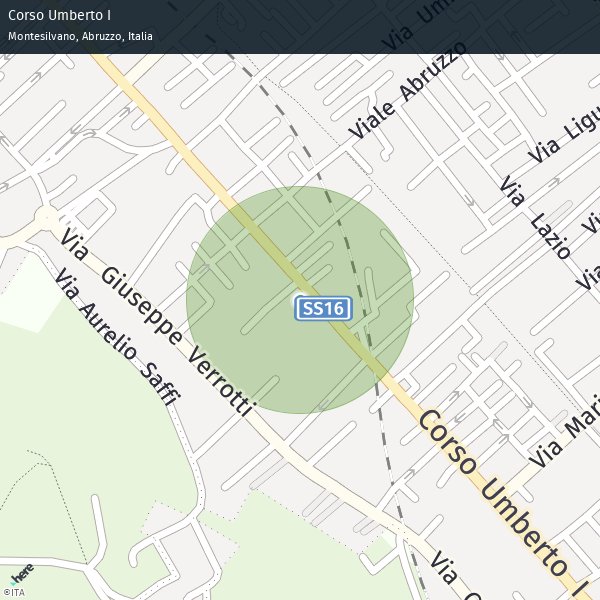 Corso Umberto I
Montesilvano, Abruzzo, Italia
Via Um
Viale Abruzzo
Via Ligu
Via Lazio
Vi
Via
Via Giuseppe Verrotti
Via Aurelio Saffi
SS16
Corso Umberto I
Via Mari
Via G
here
©ITA